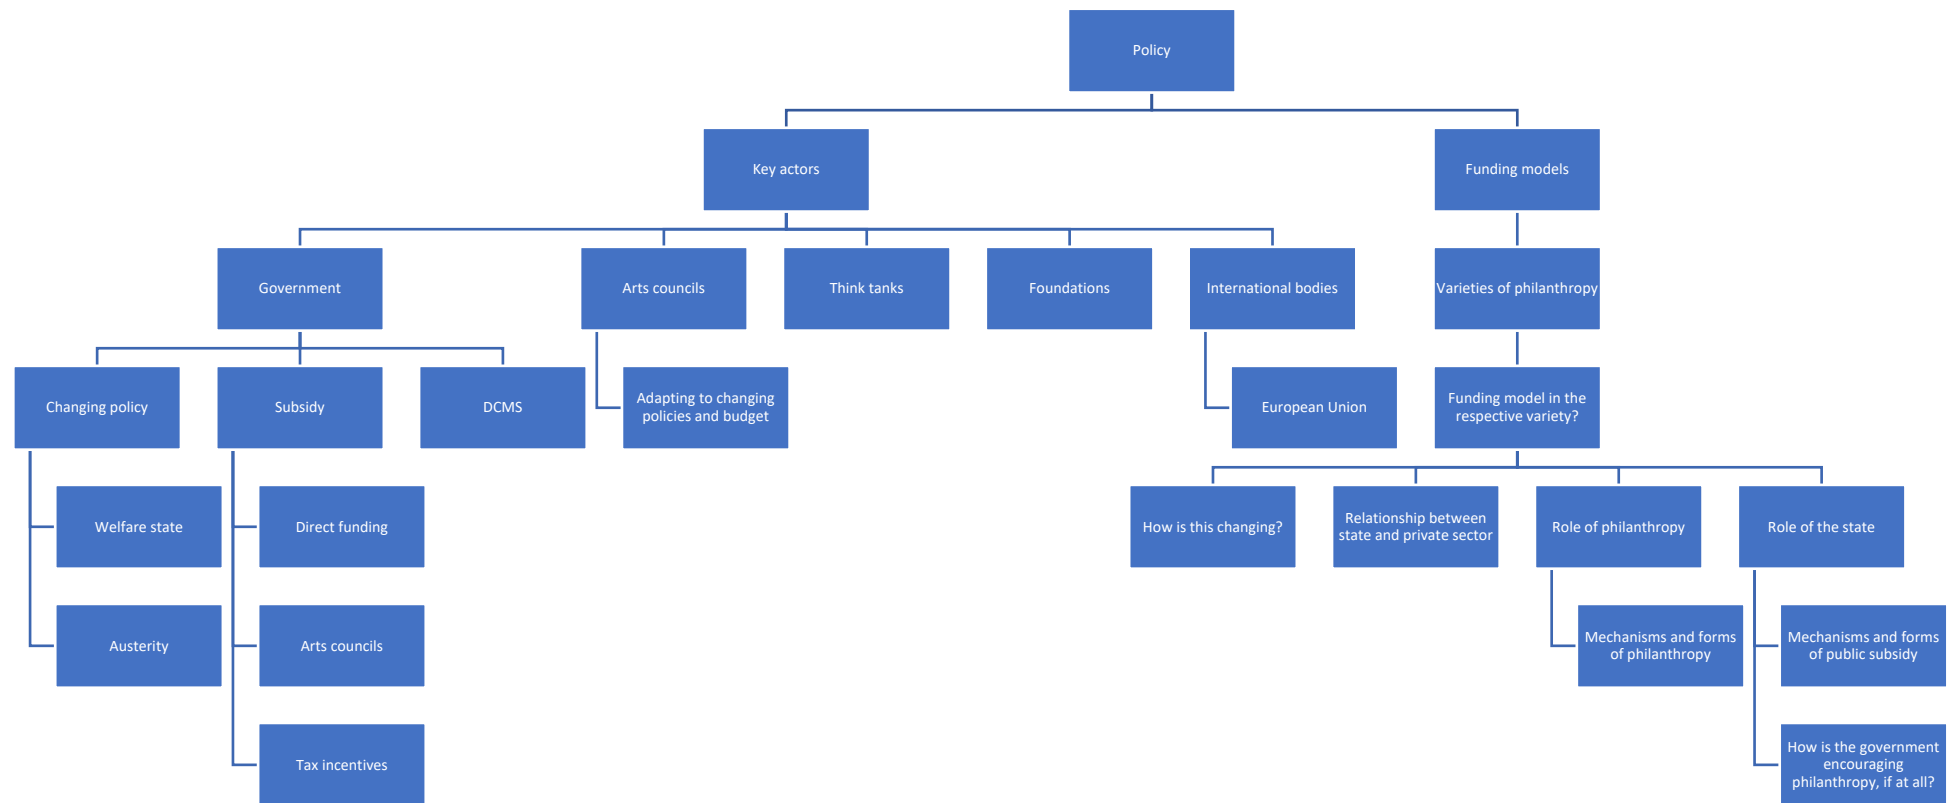 Policy
Key actors
Funding models
Government
Arts councils
Think tanks
Foundations
International bodies
Varieties of philanthropy
Changing policy
Subsidy
DCMS
Adapting to changing
policies and budget
European Union
Funding model in the
respective variety?
Welfare state
Direct funding
How is this changing?
Relationship between
state and private sector
Role of philanthropy
Role of the state
Austerity
Arts councils
Mechanisms and forms
of philanthropy
Mechanisms and forms
of public subsidy
Tax incentives
How is the government
encouraging
philanthropy, if at all?